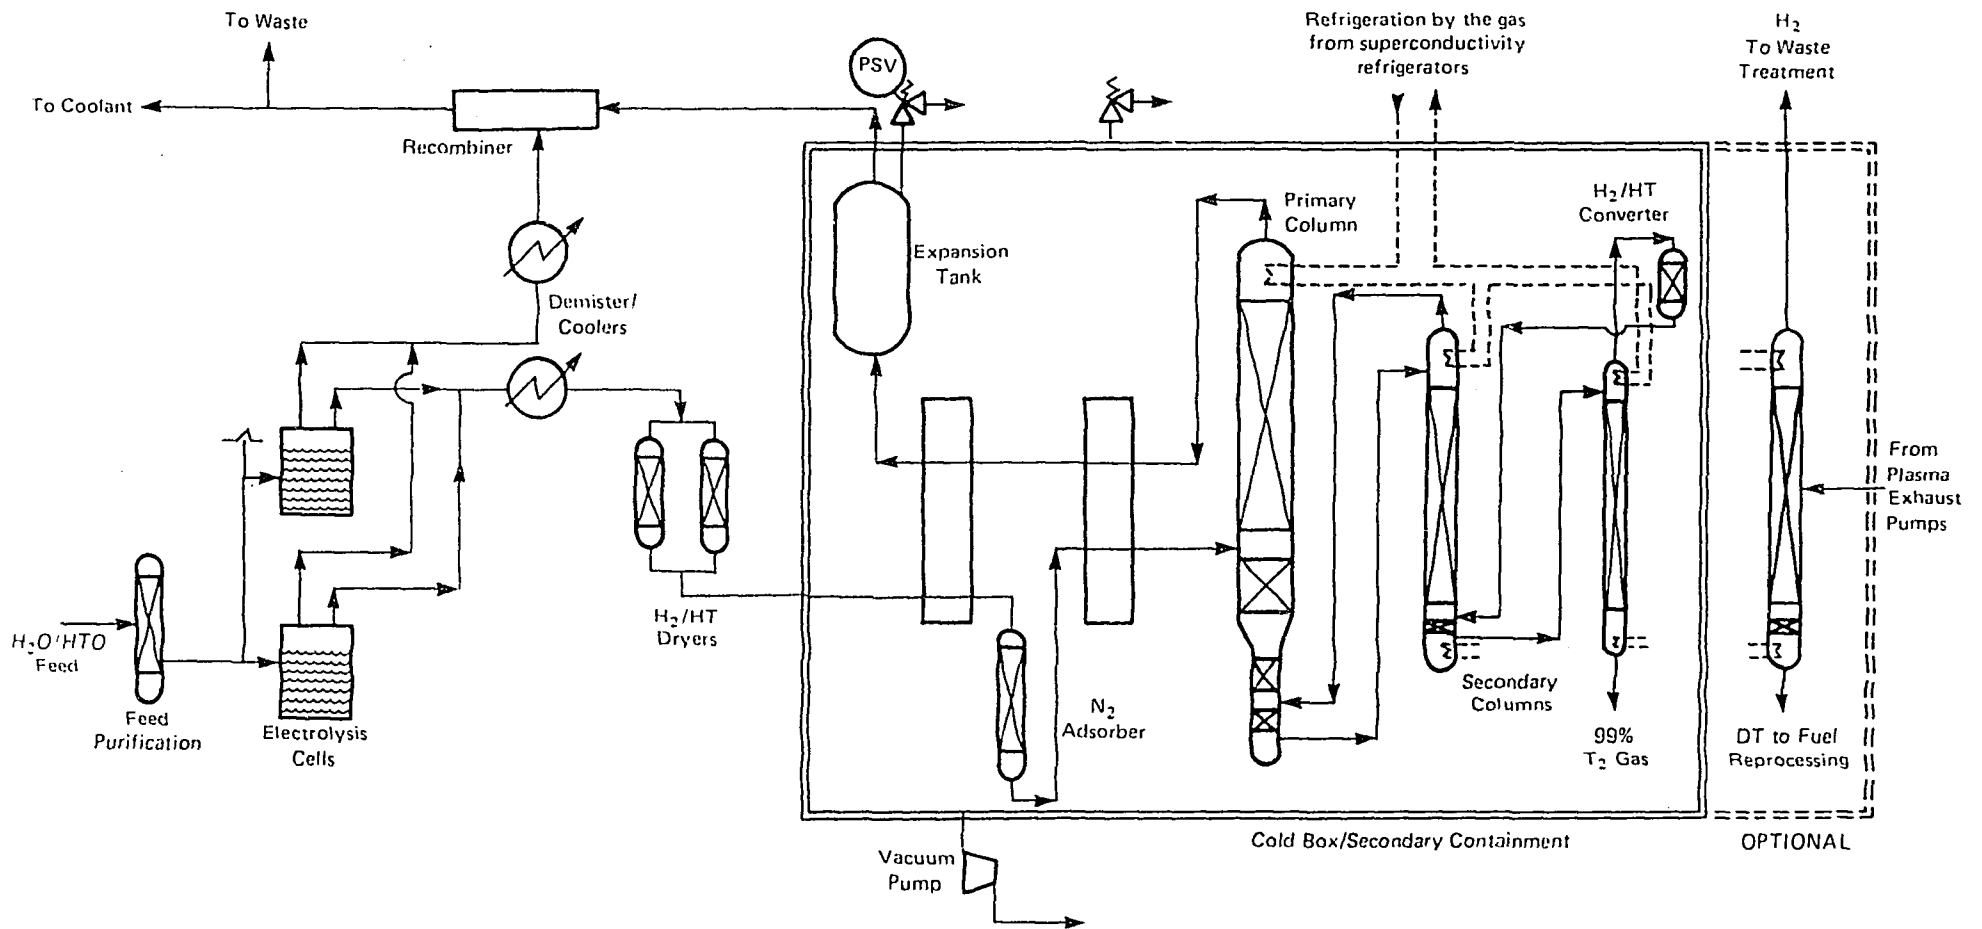 To Waste
To Coolant
Recombiner
PSV
Refrigeration by the gas
from superconductivity
refrigerators
H2
To Waste
Treatment
Primary
Column
H2/HT
Converter
Expansion
Tank
Demister/
Coolers
From
Plasma
Exhaust
Pumps
H2O/HTO
Feed
Feed
Purification
Electrolysis
Cells
H2/HT
Dryers
N2
Adsorber
Secondary
Columns
99%
T2 Gas
DT to Fuel
Reprocessing
Cold Box/Secondary Containment
OPTIONAL
Vacuum
Pump